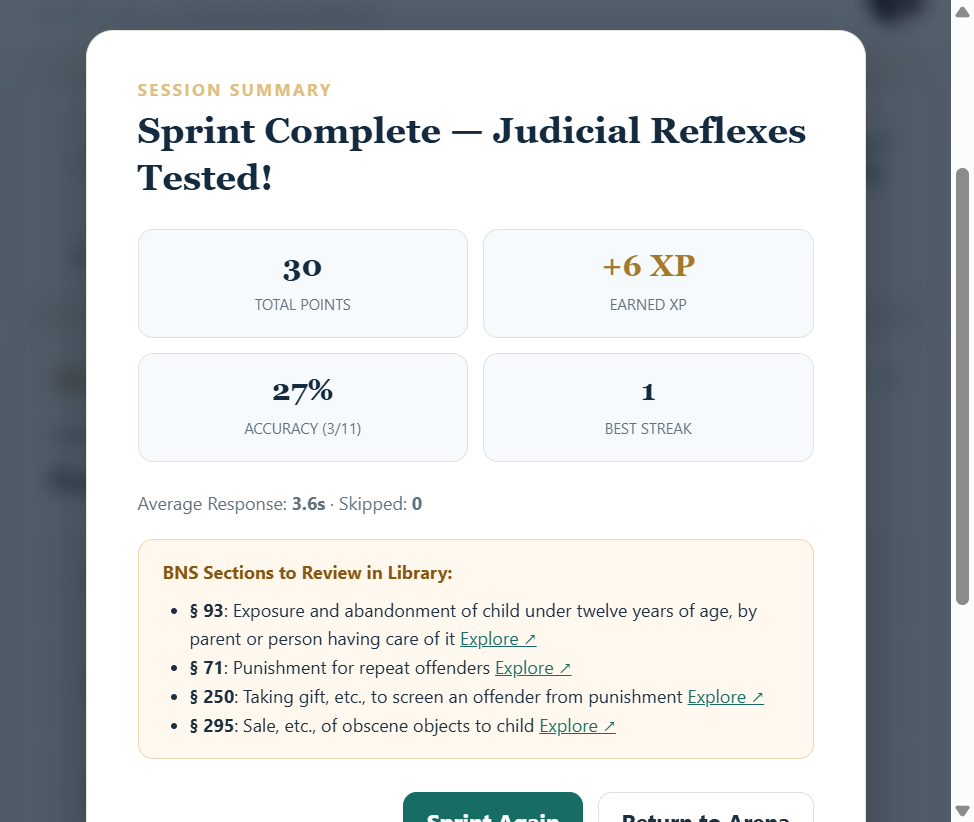 SESSION SUMMARY
Sprint Complete — Judicial Reflexes
Tested!
30
TOTAL POINTS
+6 XP
EARNED XP
27%
ACCURACY (3/11)
1
BEST STREAK
Average Response: 3.6s · Skipped: 0
BNS Sections to Review in Library:
• § 93: Exposure and abandonment of child under twelve years of age, by
parent or person having care of it Explore ↗
• § 71: Punishment for repeat offenders Explore ↗
• § 250: Taking gift, etc., to screen an offender from punishment Explore ↗
• § 295: Sale, etc., of obscene objects to child Explore ↗
Sprint Again
Return to Arena